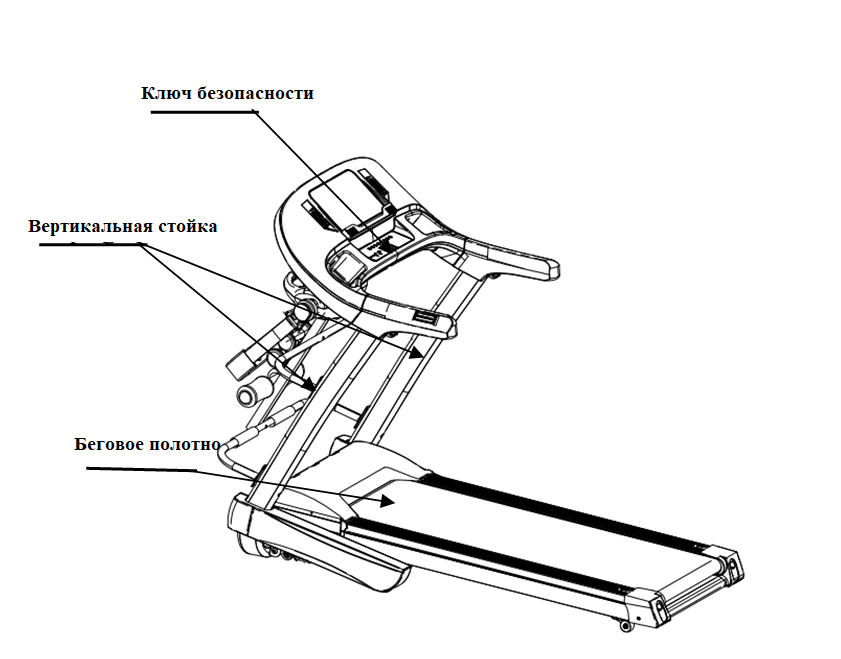 Ключ безопасности
Вертикальная стойка
Беговое полотно